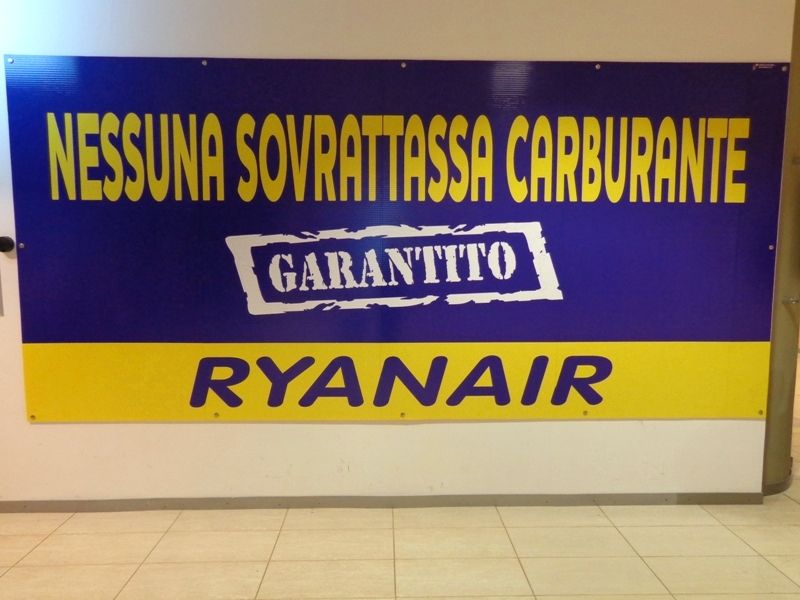 NESSUNA SOVRATTASSA CARBURANTE
GARANTITO
RYANAIR